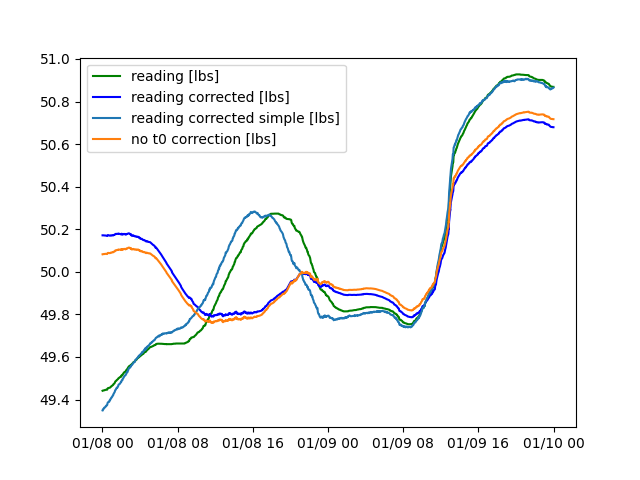 51.0
50.8
50.6
50.4
50.2
50.0
49.8
49.6
49.4
reading [lbs]
reading corrected [lbs]
reading corrected simple [lbs]
no t0 correction [lbs]
01/08 00 01/08 08 01/08 16 01/09 00 01/09 08 01/09 16 01/10 00